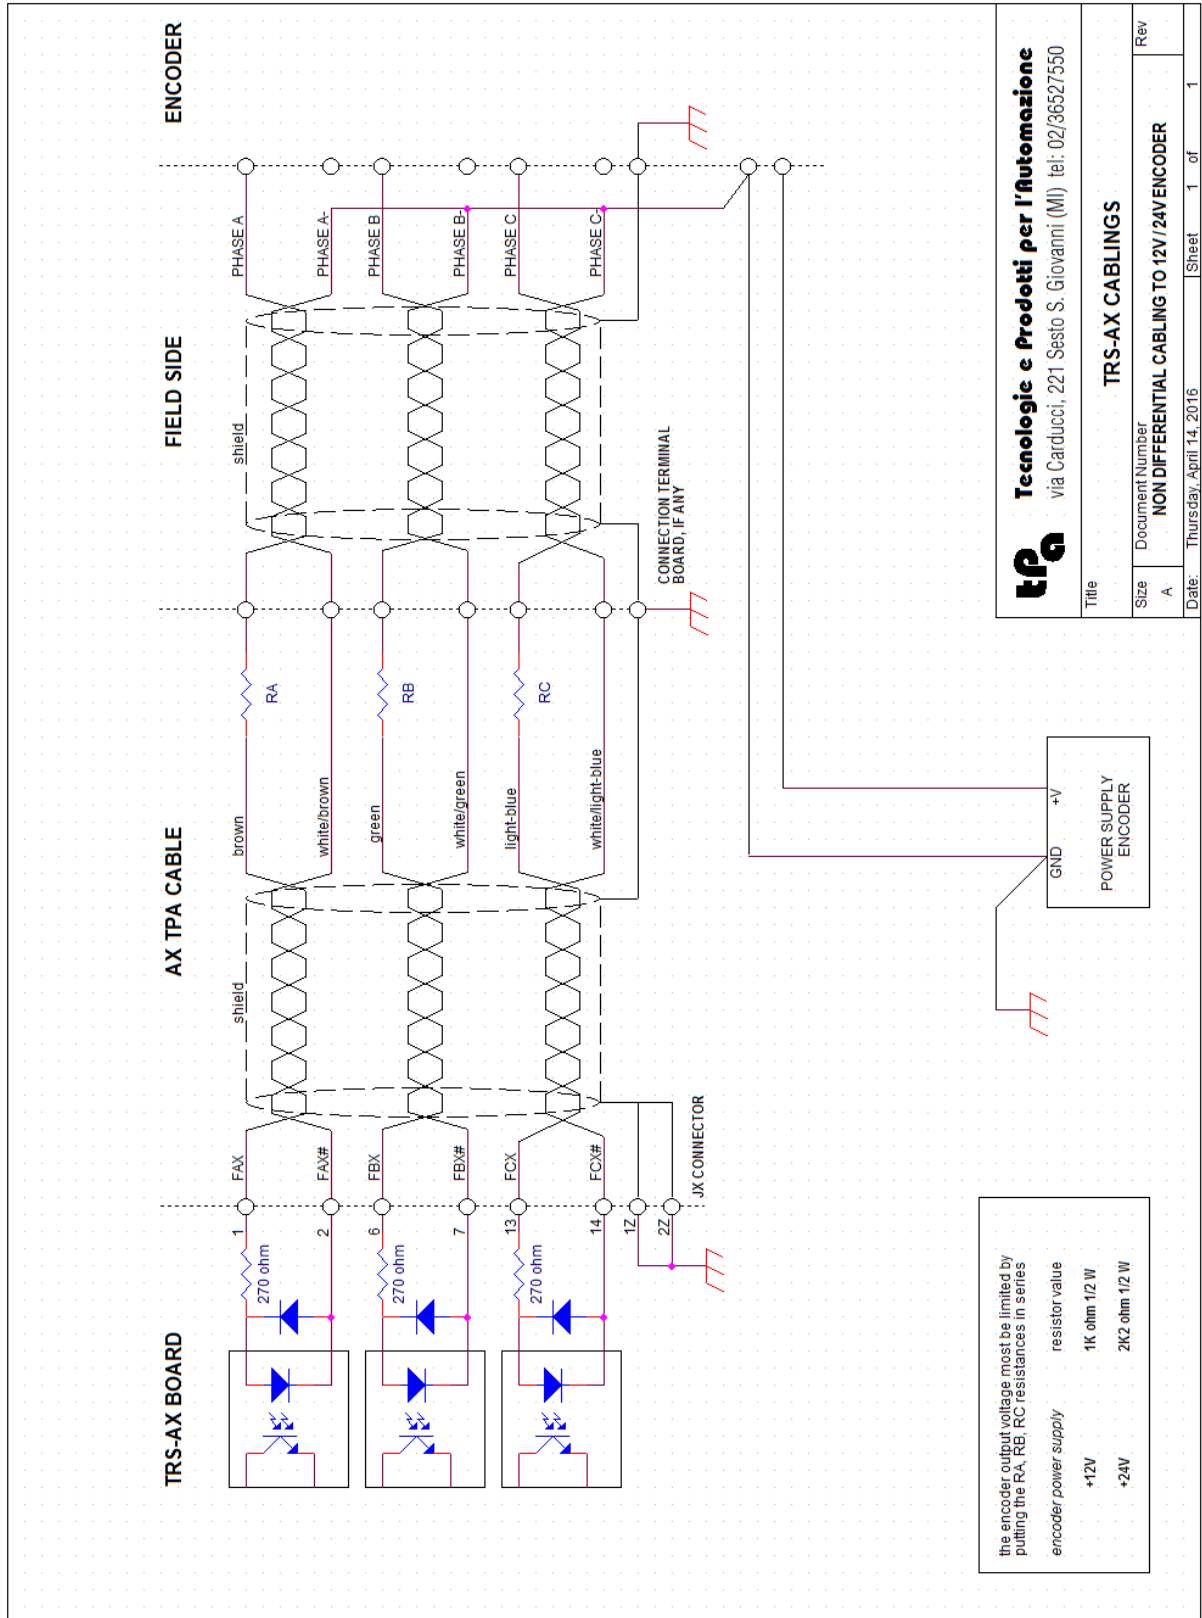 TRS-AX BOARD
AX TPA CABLE
FIELD SIDE
ENCODER
1
FAX
shield
brown
RA
shield
PHASE A
270 ohm
2
FAX#
white/brown
PHASE A-
6
FBX
green
RB
PHASE B
270 ohm
7
FBX#
white/green
PHASE B-
13
FCX
light-blue
RC
PHASE C
270 ohm
14
FCX#
white/light-blue
PHASE C-
1Z
2Z
JX CONNECTOR
CONNECTION TERMINAL
BOARD, IF ANY
the encoder output voltage most be limited by
putting the RA, RB, RC resistances in series
encoder power supply resistor value
+12V 1K ohm 1/2 W
+24V 2K2 ohm 1/2 W
GND +V
POWER SUPPLY
ENCODER
tPa Tecnologie e Prodotti per l'Automazione
via Carducci, 221 Sesto S. Giovanni (MI) tel: 02/36527550
Title
TRS-AX CABLINGS
Size Document Number Rev
A NON DIFFERENTIAL CABLING TO 12V / 24V ENCODER
Date: Thursday, April 14, 2016 Sheet 1 of 1